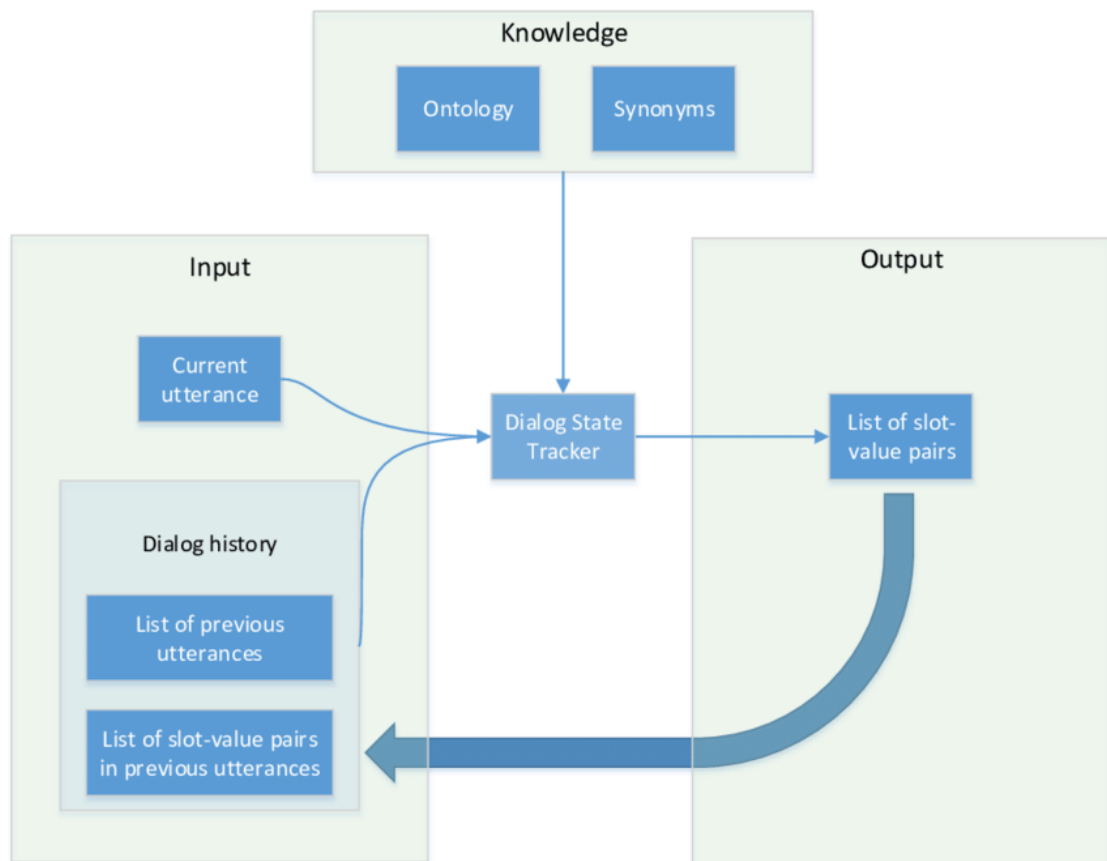 Knowledge
Ontology
Synonyms
Input
Current
utterance
Dialog history
List of previous
utterances
List of slot-value pairs
in previous utterances
Dialog State
Tracker
Output
List of slot-
value pairs